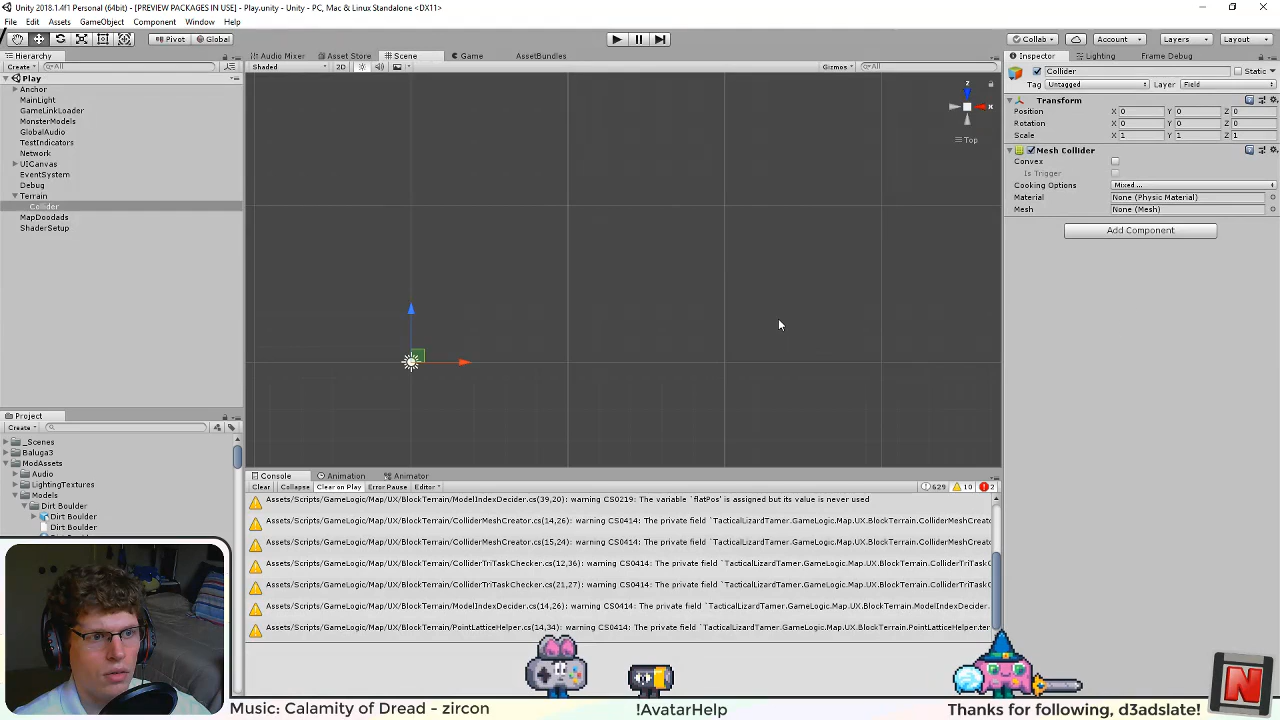 Unity 2018.1.4f1 Personal (64bit) - [PREVIEW PACKAGES IN USE] - Play.unity - Unity - PC, Mac & Linux Standalone <DX11>
File Edit Assets GameObject Component Window Help
Pivot Global Collab Account Layers Layout
Hierarchy Audio Mixer Asset Store Scene Game AssetBundles Inspector Lighting Frame Debug
Create All Shaded 2D Gizmos All
Collider Static
Tag Untagged Layer Field
Play
Anchor
MainLight
GameLinkLoader
MonsterModels
GlobalAudio
TestIndicators
Network
UICanvas
EventSystem
Debug
Terrain
Collider
MapDoodads
ShaderSetup
z
x
Top
Transform
Position X 0 Y 0 Z 0
Rotation X 0 Y 0 Z 0
Scale X 1 Y 1 Z 1
Mesh Collider
Convex
Is Trigger
Cooking Options Mixed ...
Material None (Physic Material)
Mesh None (Mesh)
Add Component
Project
Create
_Scenes
Baluga3
ModAssets
Audio
LightingTextures
Models
Dirt Boulder
Dirt Boulder
Dirt Boulder
Console Animation Animator
Clear Collapse Clear on Play Error Pause Editor 629 10 2
Assets/Scripts/GameLogic/Map/UX/BlockTerrain/ModelIndexDecider.cs(39,20): warning CS0219: The variable `flatPos' is assigned but its value is never used
Assets/Scripts/GameLogic/Map/UX/BlockTerrain/ColliderMeshCreator.cs(14,26): warning CS0414: The private field `TacticalLizardTamer.GameLogic.Map.UX.BlockTerrain.ColliderMeshCreato
Assets/Scripts/GameLogic/Map/UX/BlockTerrain/ColliderMeshCreator.cs(15,24): warning CS0414: The private field `TacticalLizardTamer.GameLogic.Map.UX.BlockTerrain.ColliderMeshCreato
Assets/Scripts/GameLogic/Map/UX/BlockTerrain/ColliderTriTaskChecker.cs(12,36): warning CS0414: The private field `TacticalLizardTamer.GameLogic.Map.UX.BlockTerrain.ColliderTriTaskC
Assets/Scripts/GameLogic/Map/UX/BlockTerrain/ColliderTriTaskChecker.cs(21,27): warning CS0414: The private field `TacticalLizardTamer.GameLogic.Map.UX.BlockTerrain.ColliderTriTaskC
Assets/Scripts/GameLogic/Map/UX/BlockTerrain/ModelIndexDecider.cs(14,26): warning CS0414: The private field `TacticalLizardTamer.GameLogic.Map.UX.BlockTerrain.ModelIndexDecider.
Assets/Scripts/GameLogic/Map/UX/BlockTerrain/PointLatticeHelper.cs(14,34): warning CS0414: The private field `TacticalLizardTamer.GameLogic.Map.UX.BlockTerrain.PointLatticeHelper.ter
N
Music: Calamity of Dread - zircon !AvatarHelp Thanks for following, d3adslate!